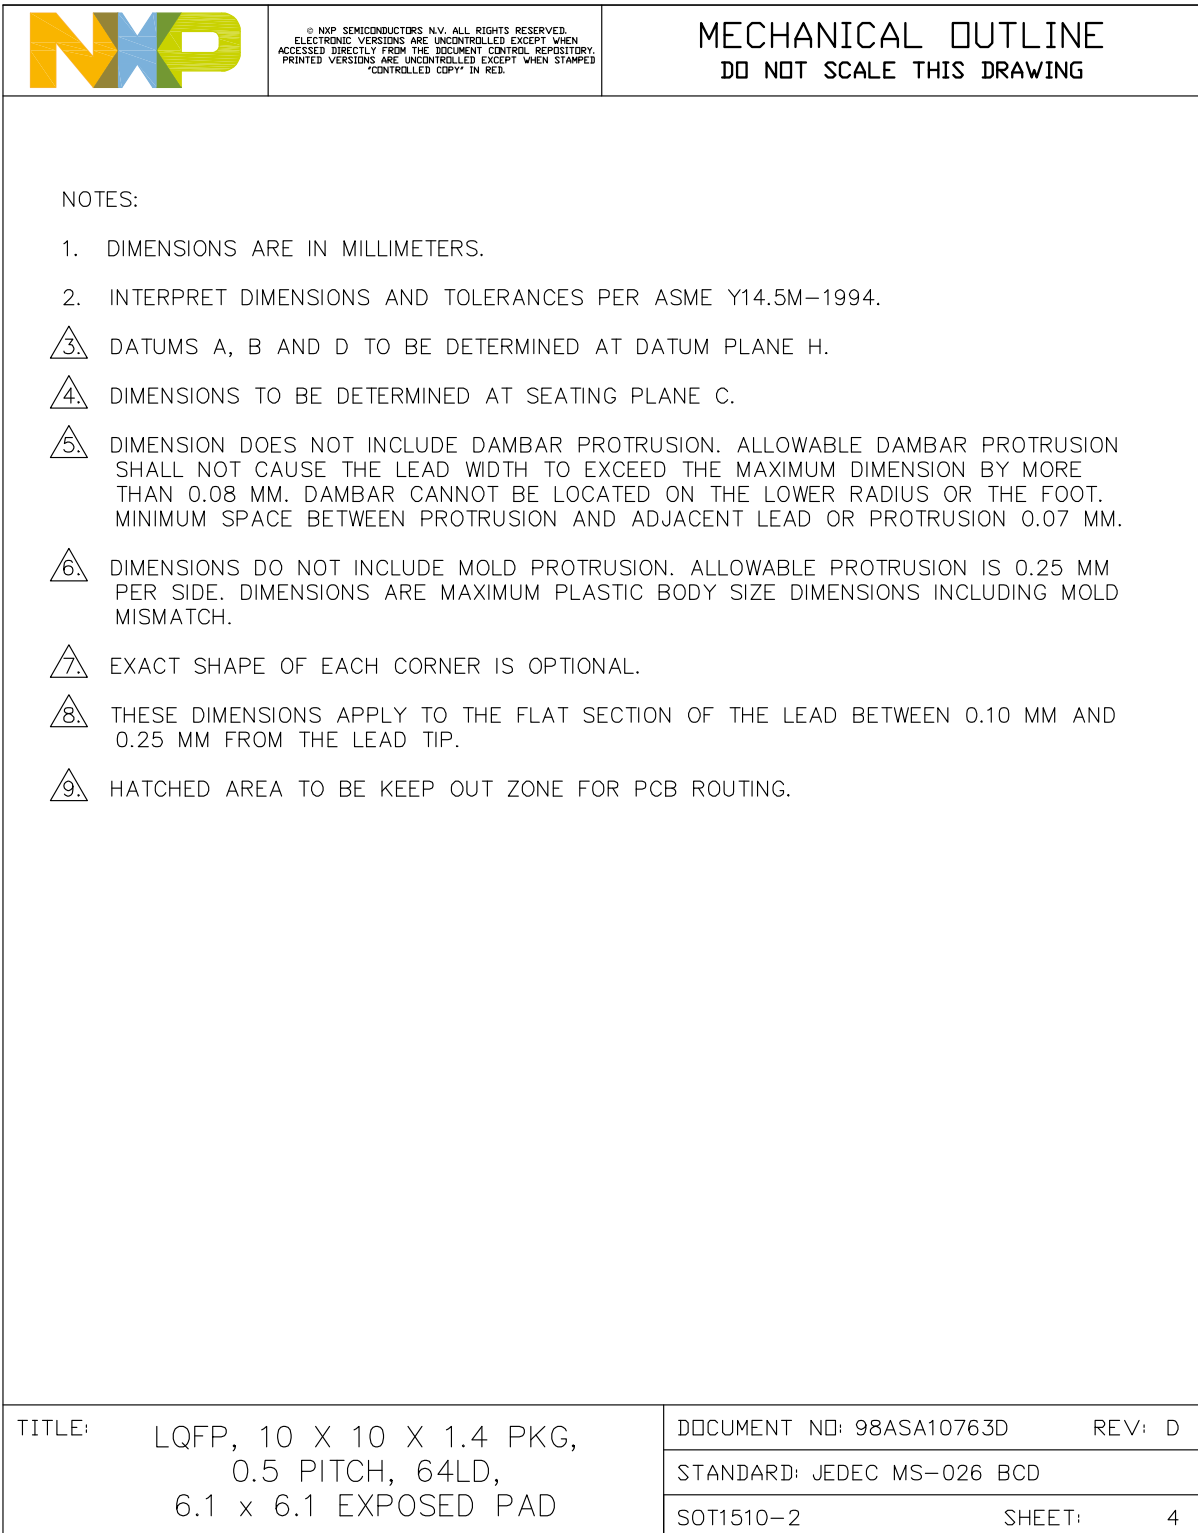 NXP
© NXP SEMICONDUCTORS N.V. ALL RIGHTS RESERVED.
ELECTRONIC VERSIONS ARE UNCONTROLLED EXCEPT WHEN
ACCESSED DIRECTLY FROM THE DOCUMENT CONTROL REPOSITORY.
PRINTED VERSIONS ARE UNCONTROLLED EXCEPT WHEN STAMPED
"CONTROLLED COPY" IN RED.
MECHANICAL OUTLINE
DO NOT SCALE THIS DRAWING
NOTES:
1. DIMENSIONS ARE IN MILLIMETERS.
2. INTERPRET DIMENSIONS AND TOLERANCES PER ASME Y14.5M-1994.
3. DATUMS A, B AND D TO BE DETERMINED AT DATUM PLANE H.
4. DIMENSIONS TO BE DETERMINED AT SEATING PLANE C.
5. DIMENSION DOES NOT INCLUDE DAMBAR PROTRUSION. ALLOWABLE DAMBAR PROTRUSION
SHALL NOT CAUSE THE LEAD WIDTH TO EXCEED THE MAXIMUM DIMENSION BY MORE
THAN 0.08 MM. DAMBAR CANNOT BE LOCATED ON THE LOWER RADIUS OR THE FOOT.
MINIMUM SPACE BETWEEN PROTRUSION AND ADJACENT LEAD OR PROTRUSION 0.07 MM.
6. DIMENSIONS DO NOT INCLUDE MOLD PROTRUSION. ALLOWABLE PROTRUSION IS 0.25 MM
PER SIDE. DIMENSIONS ARE MAXIMUM PLASTIC BODY SIZE DIMENSIONS INCLUDING MOLD
MISMATCH.
7. EXACT SHAPE OF EACH CORNER IS OPTIONAL.
8. THESE DIMENSIONS APPLY TO THE FLAT SECTION OF THE LEAD BETWEEN 0.10 MM AND
0.25 MM FROM THE LEAD TIP.
9. HATCHED AREA TO BE KEEP OUT ZONE FOR PCB ROUTING.
TITLE:
LQFP, 10 X 10 X 1.4 PKG,
0.5 PITCH, 64LD,
6.1 x 6.1 EXPOSED PAD
DOCUMENT NO: 98ASA10763D REV: D
STANDARD: JEDEC MS-026 BCD
SOT1510-2 SHEET: 4